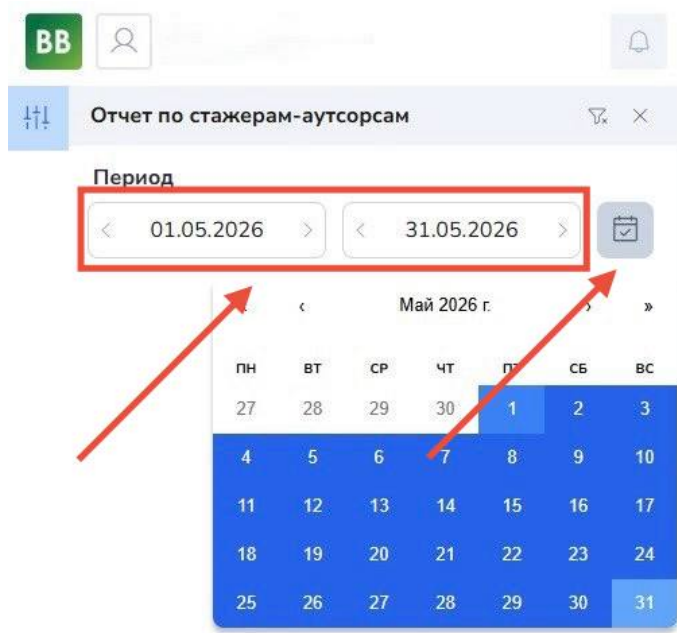 ВВ
Отчет по стажерам-аутсорсам
Период
< 01.05.2026 > < 31.05.2026 >
‹ Май 2026 г. › »
ПН ВТ СР ЧТ ПТ СБ ВС
27 28 29 30 1 2 3
4 5 6 7 8 9 10
11 12 13 14 15 16 17
18 19 20 21 22 23 24
25 26 27 28 29 30 31